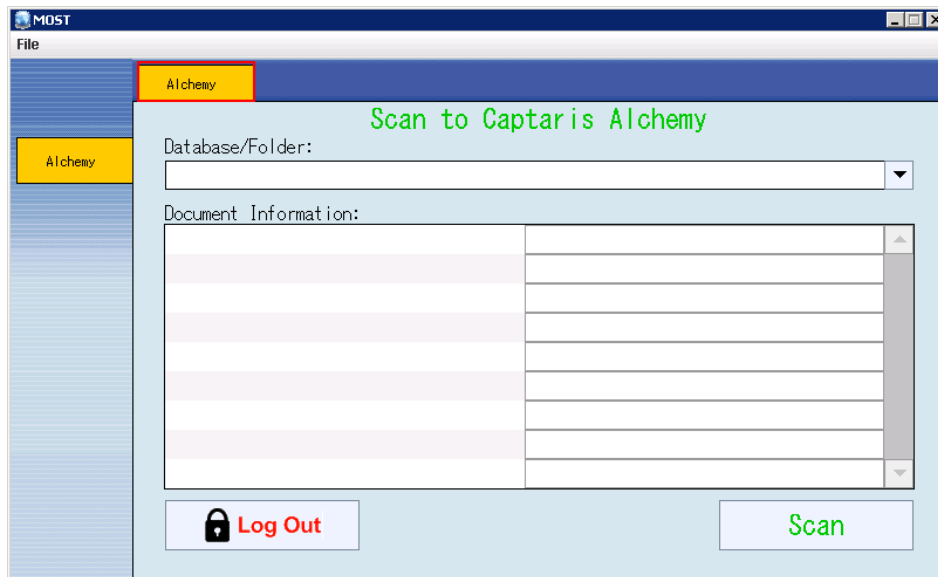 MOST
File
Alchemy
Alchemy
Scan to Captaris Alchemy
Database/Folder:
Document Information:
Log Out
Scan